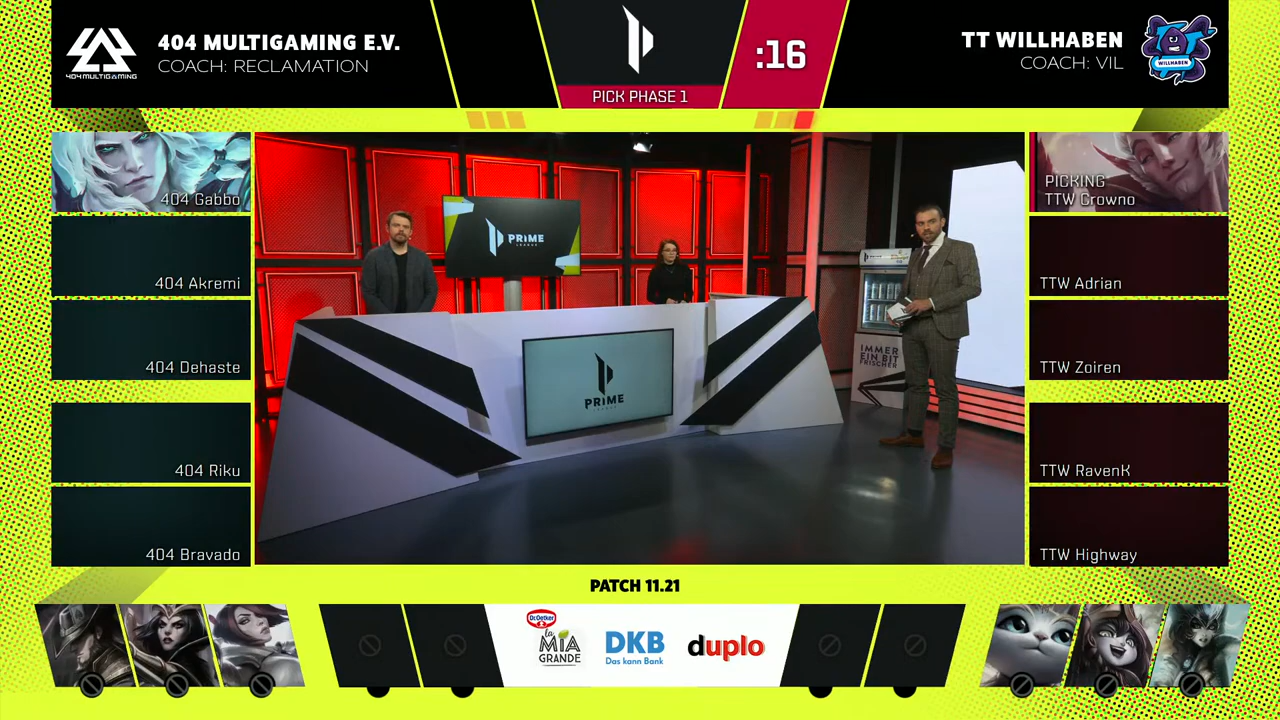 404 MULTIGAMING E.V.
COACH: RECLAMATION
404 MULTIGAMING
PICK PHASE 1
:16
TT WILLHABEN
COACH: VIL
WILLHABEN
404 Gabbo
404 Akremi
404 Dehaste
404 Riku
404 Bravado
PRIME
LEAGUE
PRIME
LEAGUE
IMMER
EIN BIT
FRISCHER
PICKING
TTW Crowno
TTW Adrian
TTW Zoiren
TTW RavenK
TTW Highway
PATCH 11.21
Dr. Oetker
la
MIA
GRANDE
DKB
Das kann Bank
duplo